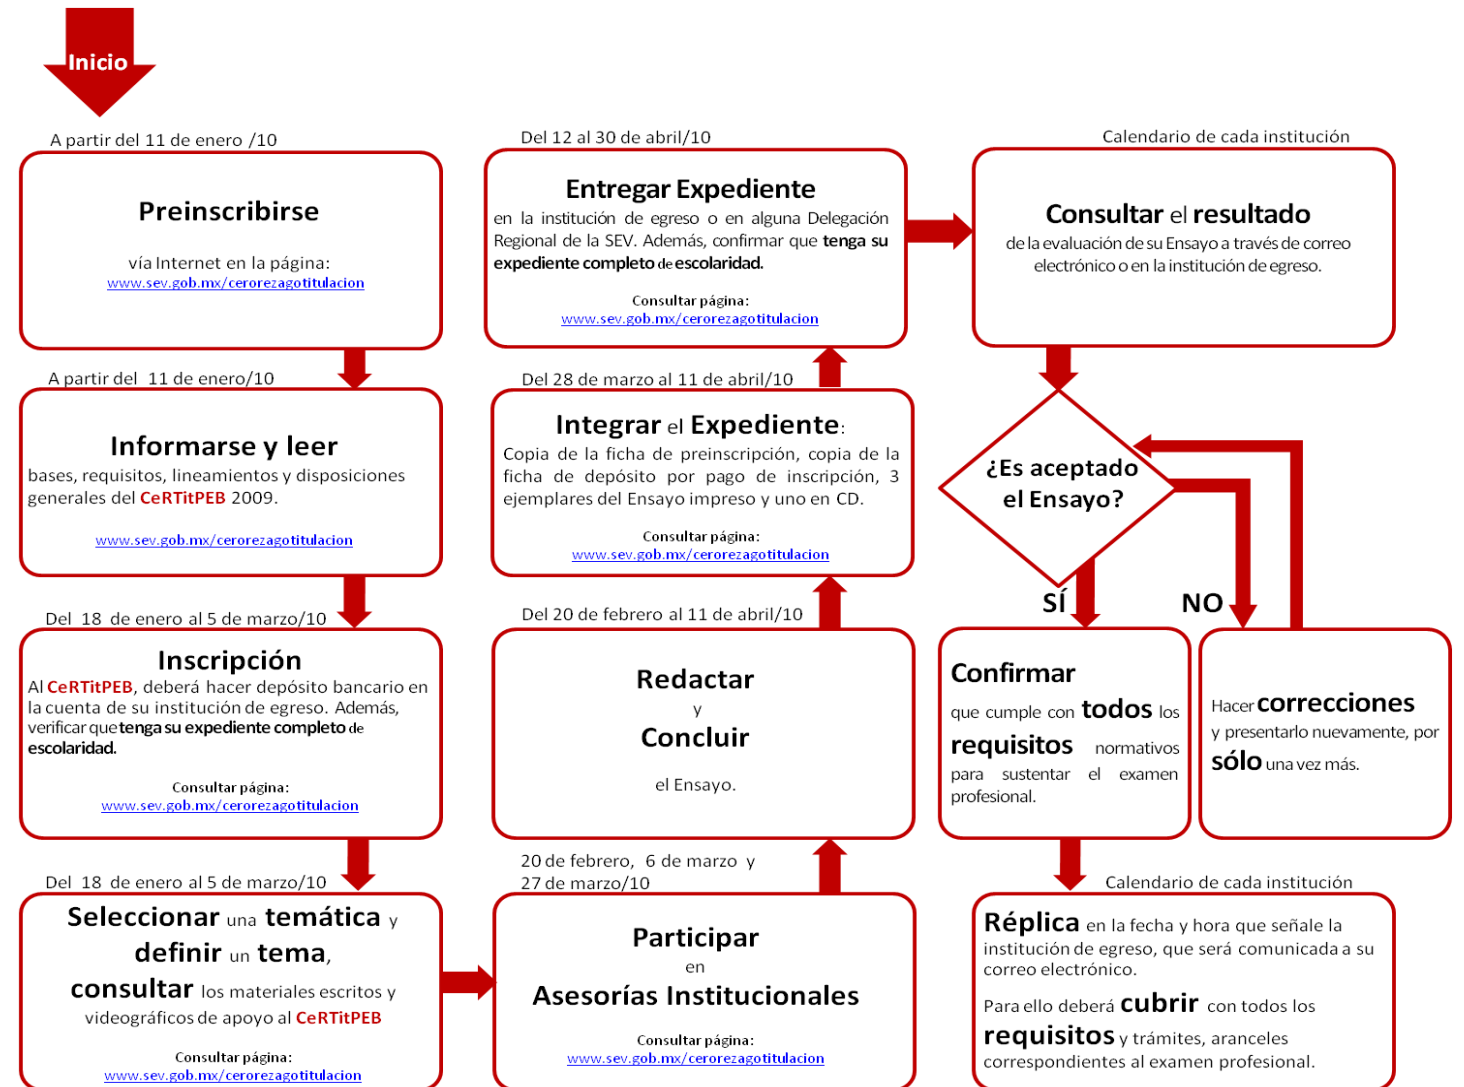 Inicio
A partir del 11 de enero /10
Preinscribirse
vía Internet en la página:
www.sev.gob.mx/cerorezagotitulacion
A partir del 11 de enero/10
Informarse y leer
bases, requisitos, lineamientos y disposiciones
generales del CeRTitPEB 2009.
www.sev.gob.mx/cerorezagotitulacion
Del 18 de enero al 5 de marzo/10
Inscripción
Al CeRTitPEB, deberá hacer depósito bancario en
la cuenta de su institución de egreso. Además,
verificar que tenga su expediente completo de
escolaridad.
Consultar página:
www.sev.gob.mx/cerorezagotitulacion
Del 18 de enero al 5 de marzo/10
Seleccionar una temática y
definir un tema,
consultar los materiales escritos y
videográficos de apoyo al CeRTitPEB
Consultar página:
www.sev.gob.mx/cerorezagotitulacion
20 de febrero, 6 de marzo y
27 de marzo/10
Participar
en
Asesorías Institucionales
Consultar página:
www.sev.gob.mx/cerorezagotitulacion
Del 20 de febrero al 11 de abril/10
Redactar
y
Concluir
el Ensayo.
Del 28 de marzo al 11 de abril/10
Integrar el Expediente:
Copia de la ficha de preinscripción, copia de la
ficha de depósito por pago de inscripción, 3
ejemplares del Ensayo impreso y uno en CD.
Consultar página:
www.sev.gob.mx/cerorezagotitulacion
Del 12 al 30 de abril/10
Entregar Expediente
en la institución de egreso o en alguna Delegación
Regional de la SEV. Además, confirmar que tenga su
expediente completo de escolaridad.
Consultar página:
www.sev.gob.mx/cerorezagotitulacion
Calendario de cada institución
Consultar el resultado
de la evaluación de su Ensayo a través de correo
electrónico o en la institución de egreso.
¿Es aceptado
el Ensayo?
SÍ
NO
Confirmar
que cumple con todos los
requisitos normativos
para sustentar el examen
profesional.
Hacer correcciones
y presentarlo nuevamente, por
sólo una vez más.
Calendario de cada institución
Réplica en la fecha y hora que señale la
institución de egreso, que será comunicada a su
correo electrónico.
Para ello deberá cubrir con todos los
requisitos y trámites, aranceles
correspondientes al examen profesional.